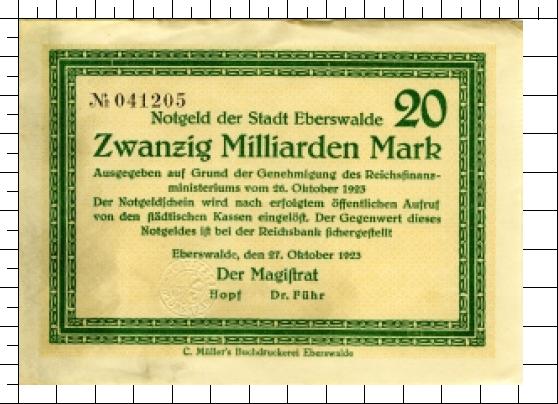 № 041205
Notgeld der Stadt Eberswalde 20
Zwanzig Milliarden Mark
Ausgegeben auf Grund der Genehmigung des Reichsfinanz-
ministeriums vom 26. Oktober 1923
Der Notgeldſchein wird nach erfolgtem öffentlichen Aufruf
von den ſtädtiſchen Kassen eingelöſt. Der Gegenwert dieses
Notgeldes iſt bei der Reichsbank ſichergestellt
Eberswalde, den 27. Oktober 1923
Der Magiſtrat
Hopf Dr. Führ
C. Müller's Buchdruckerei Eberswalde